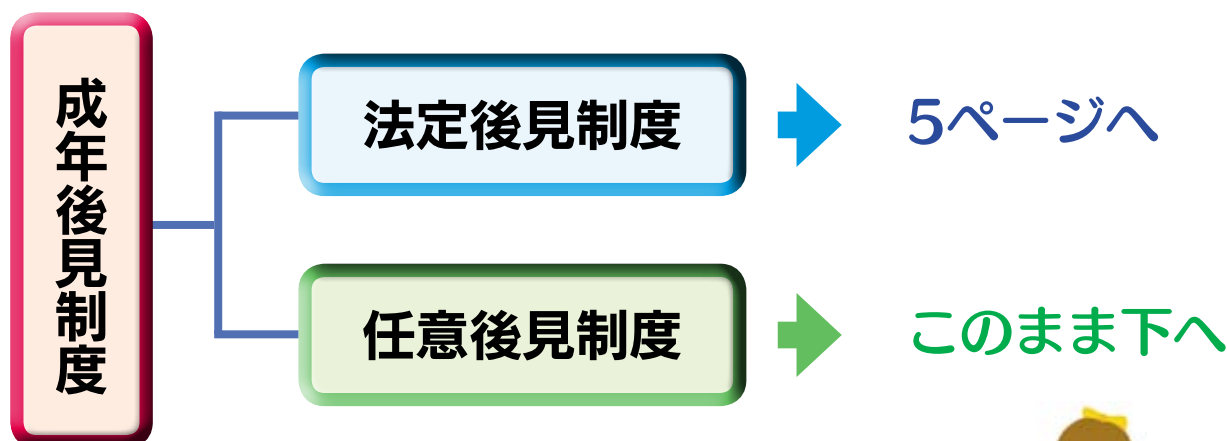 成年後見制度
法定後見制度
5ページへ
任意後見制度
このまま下へ